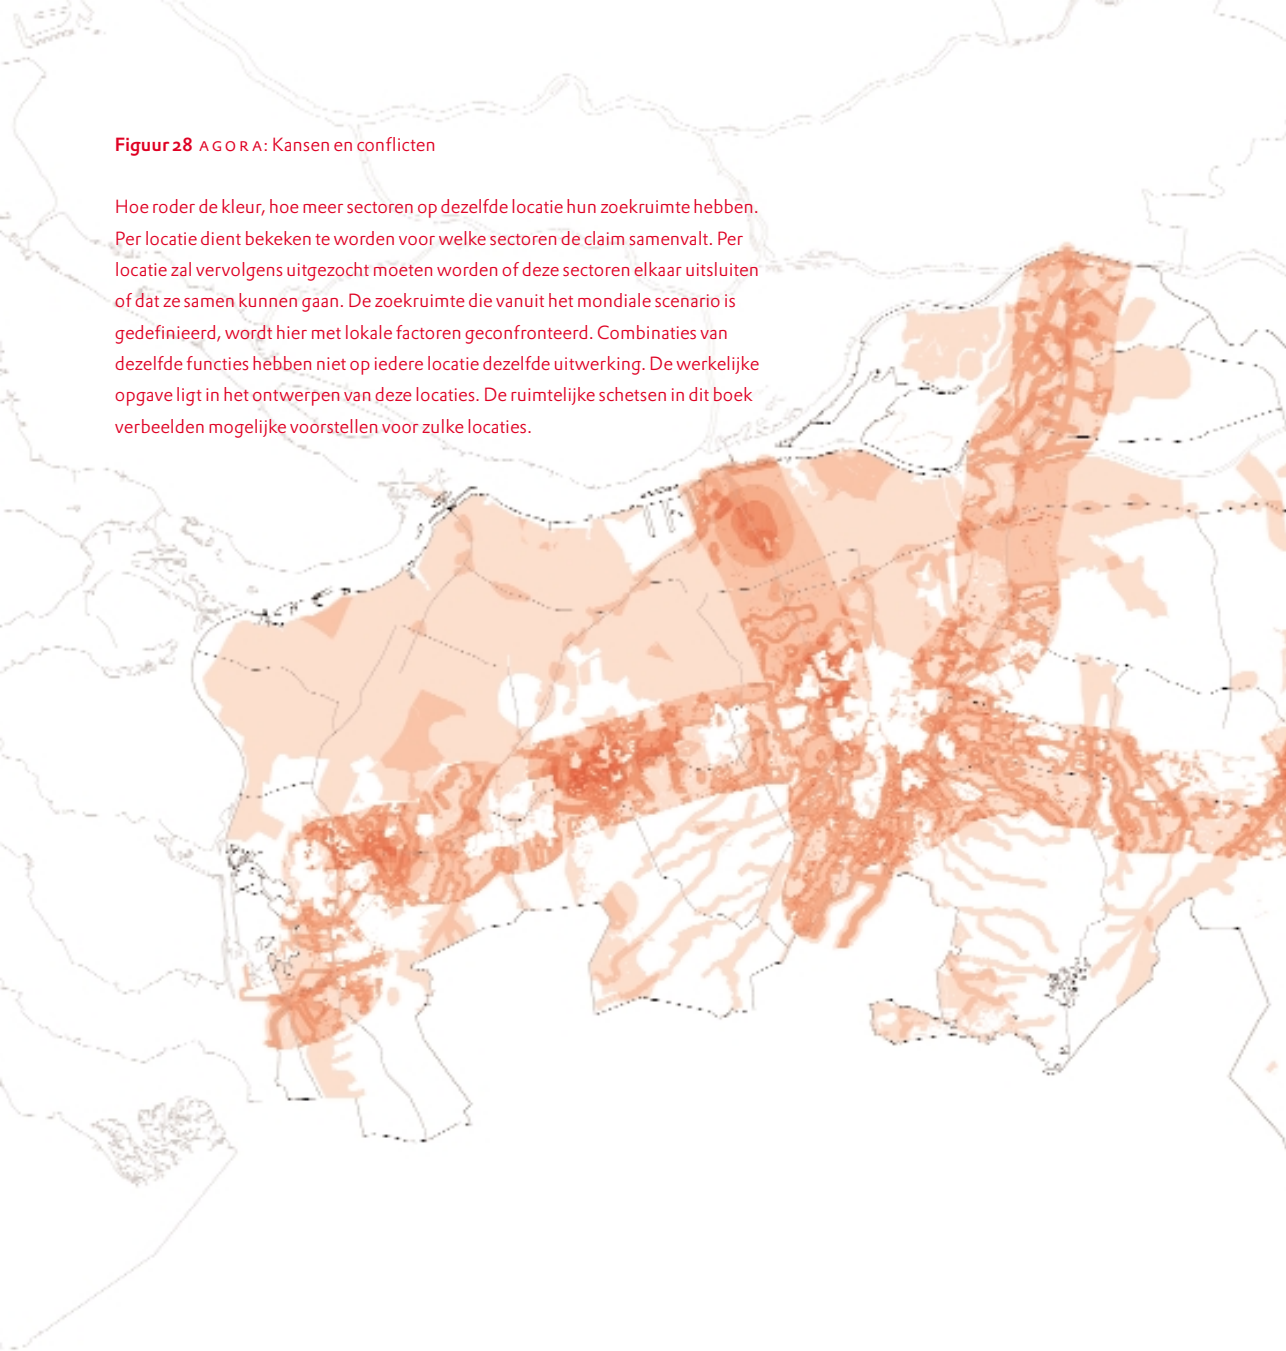 Figuur 28 AGORA: Kansen en conflicten
Hoe roder de kleur, hoe meer sectoren op dezelfde locatie hun zoekruimte hebben.
Per locatie dient bekeken te worden voor welke sectoren de claim samenvalt. Per
locatie zal vervolgens uitgezocht moeten worden of deze sectoren elkaar uitsluiten
of dat ze samen kunnen gaan. De zoekruimte die vanuit het mondiale scenario is
gedefinieerd, wordt hier met lokale factoren geconfronteerd. Combinaties van
dezelfde functies hebben niet op iedere locatie dezelfde uitwerking. De werkelijke
opgave ligt in het ontwerpen van deze locaties. De ruimtelijke schetsen in dit boek
verbeelden mogelijke voorstellen voor zulke locaties.